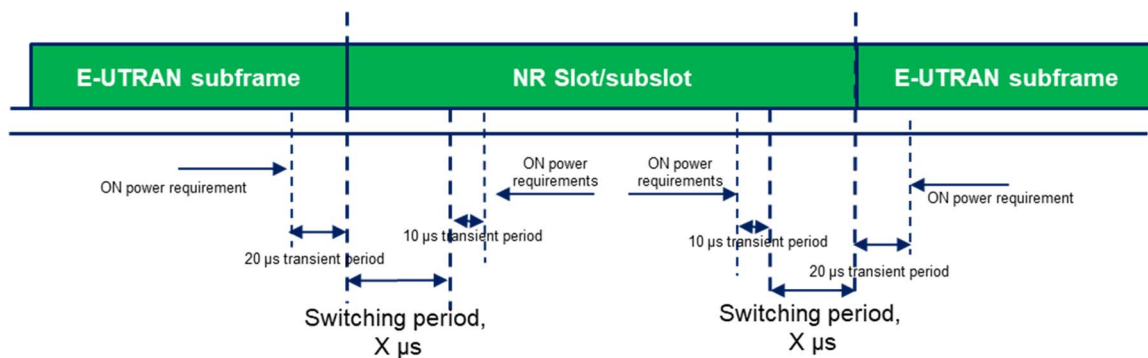 E-UTRAN subframe
NR Slot/subslot
E-UTRAN subframe
ON power requirement
20 µs transient period
Switching period,
X µs
10 µs transient period
ON power
requirements
ON power
requirements
10 µs transient period
Switching period,
X µs
20 µs transient period
ON power requirement